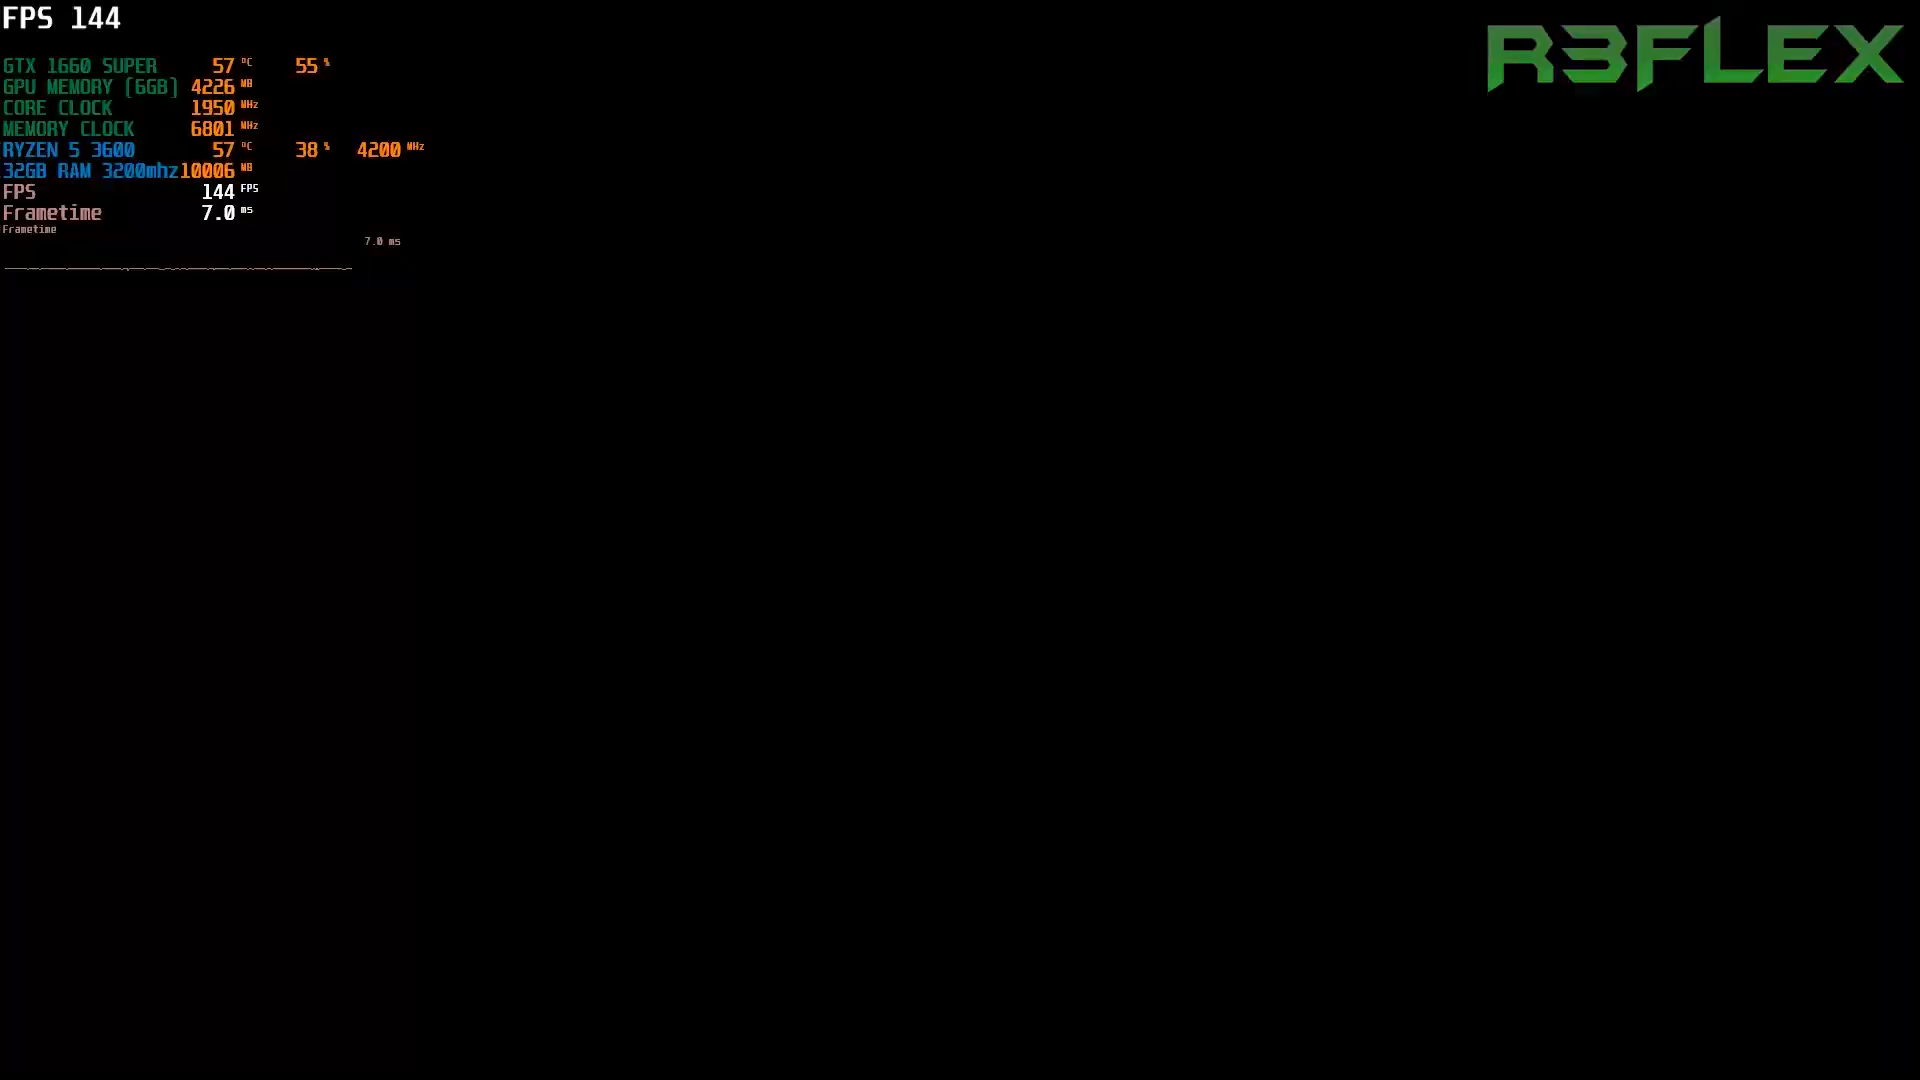 FPS 144
R3FLEX
GTX 1660 SUPER 57 °C 55 %
GPU MEMORY (6GB) 4226 MB
CORE CLOCK 1950 MHz
MEMORY CLOCK 6801 MHz
RYZEN 5 3600 57 °C 38 % 4200 MHz
32GB RAM 3200mhz 10006 MB
FPS 144 FPS
Frametime 7.0 ms
Frametime
7.0 ms